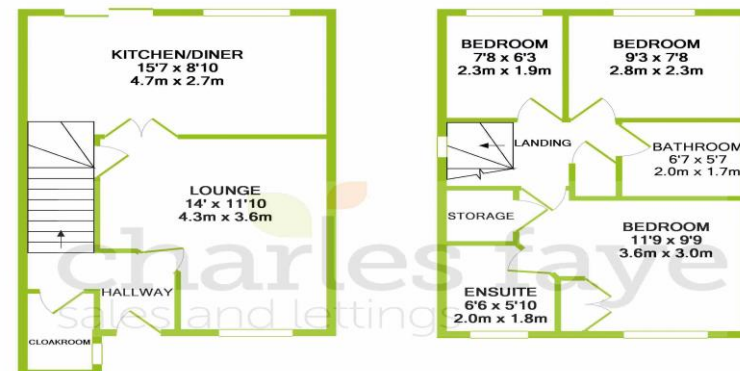 KITCHEN/DINER
15'7 x 8'10
4.7m x 2.7m
LOUNGE
14' x 11'10
4.3m x 3.6m
HALLWAY
CLOAKROOM
BEDROOM
7'8 x 6'3
2.3m x 1.9m
BEDROOM
9'3 x 7'8
2.8m x 2.3m
LANDING
BATHROOM
6'7 x 5'7
2.0m x 1.7m
STORAGE
BEDROOM
11'9 x 9'9
3.6m x 3.0m
ENSUITE
6'6 x 5'10
2.0m x 1.8m
charles faye
sales and lettings